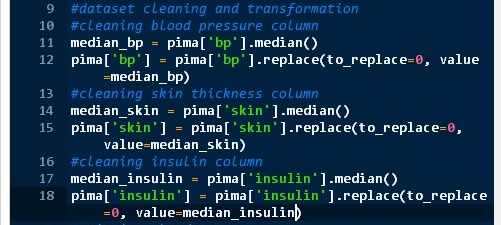 9 #dataset cleaning and transformation
10 #cleaning blood pressure column
11 median_bp = pima['bp'].median()
12 pima['bp'] = pima['bp'].replace(to_replace=0, value
=median_bp)
13 #cleaning skin thickness column
14 median_skin = pima['skin'].median()
15 pima['skin'] = pima['skin'].replace(to_replace=0,
value=median_skin)
16 #cleaning insulin column
17 median_insulin = pima['insulin'].median()
18 pima['insulin'] = pima['insulin'].replace(to_replace
=0, value=median_insulin)